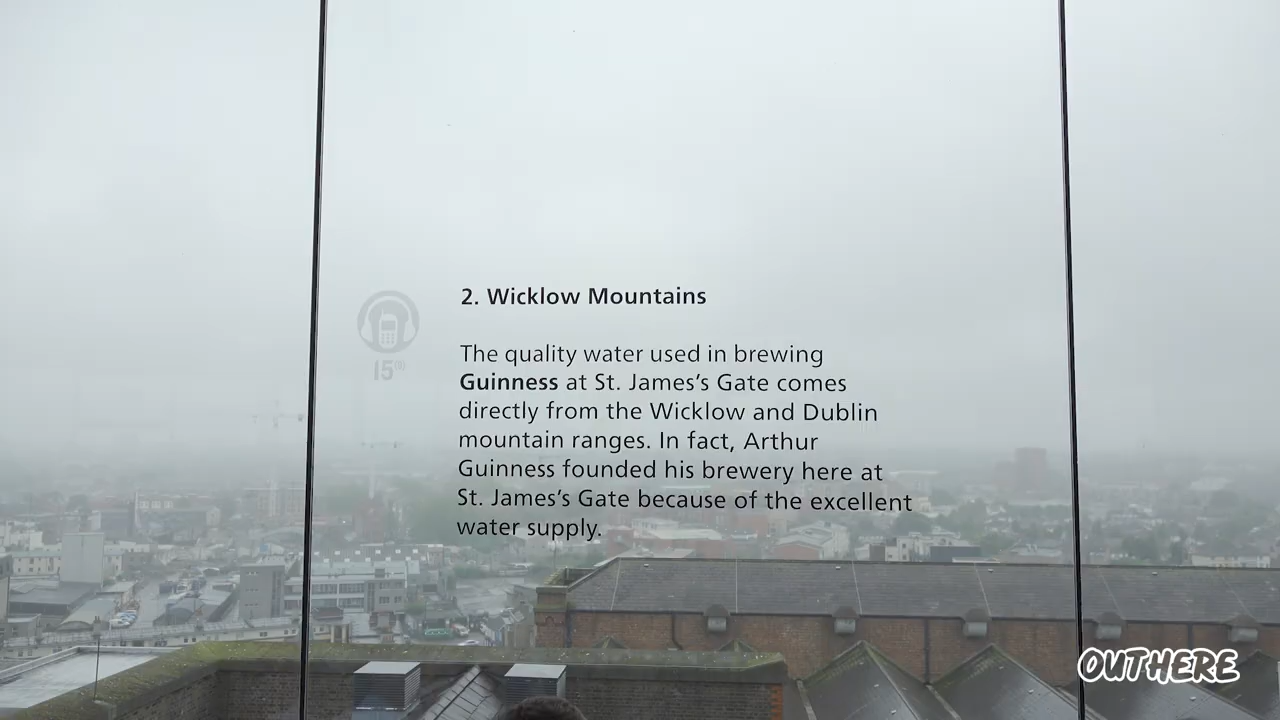 2. Wicklow Mountains
The quality water used in brewing
Guinness at St. James's Gate comes
directly from the Wicklow and Dublin
mountain ranges. In fact, Arthur
Guinness founded his brewery here at
St. James's Gate because of the excellent
water supply.
15
OUTHERE